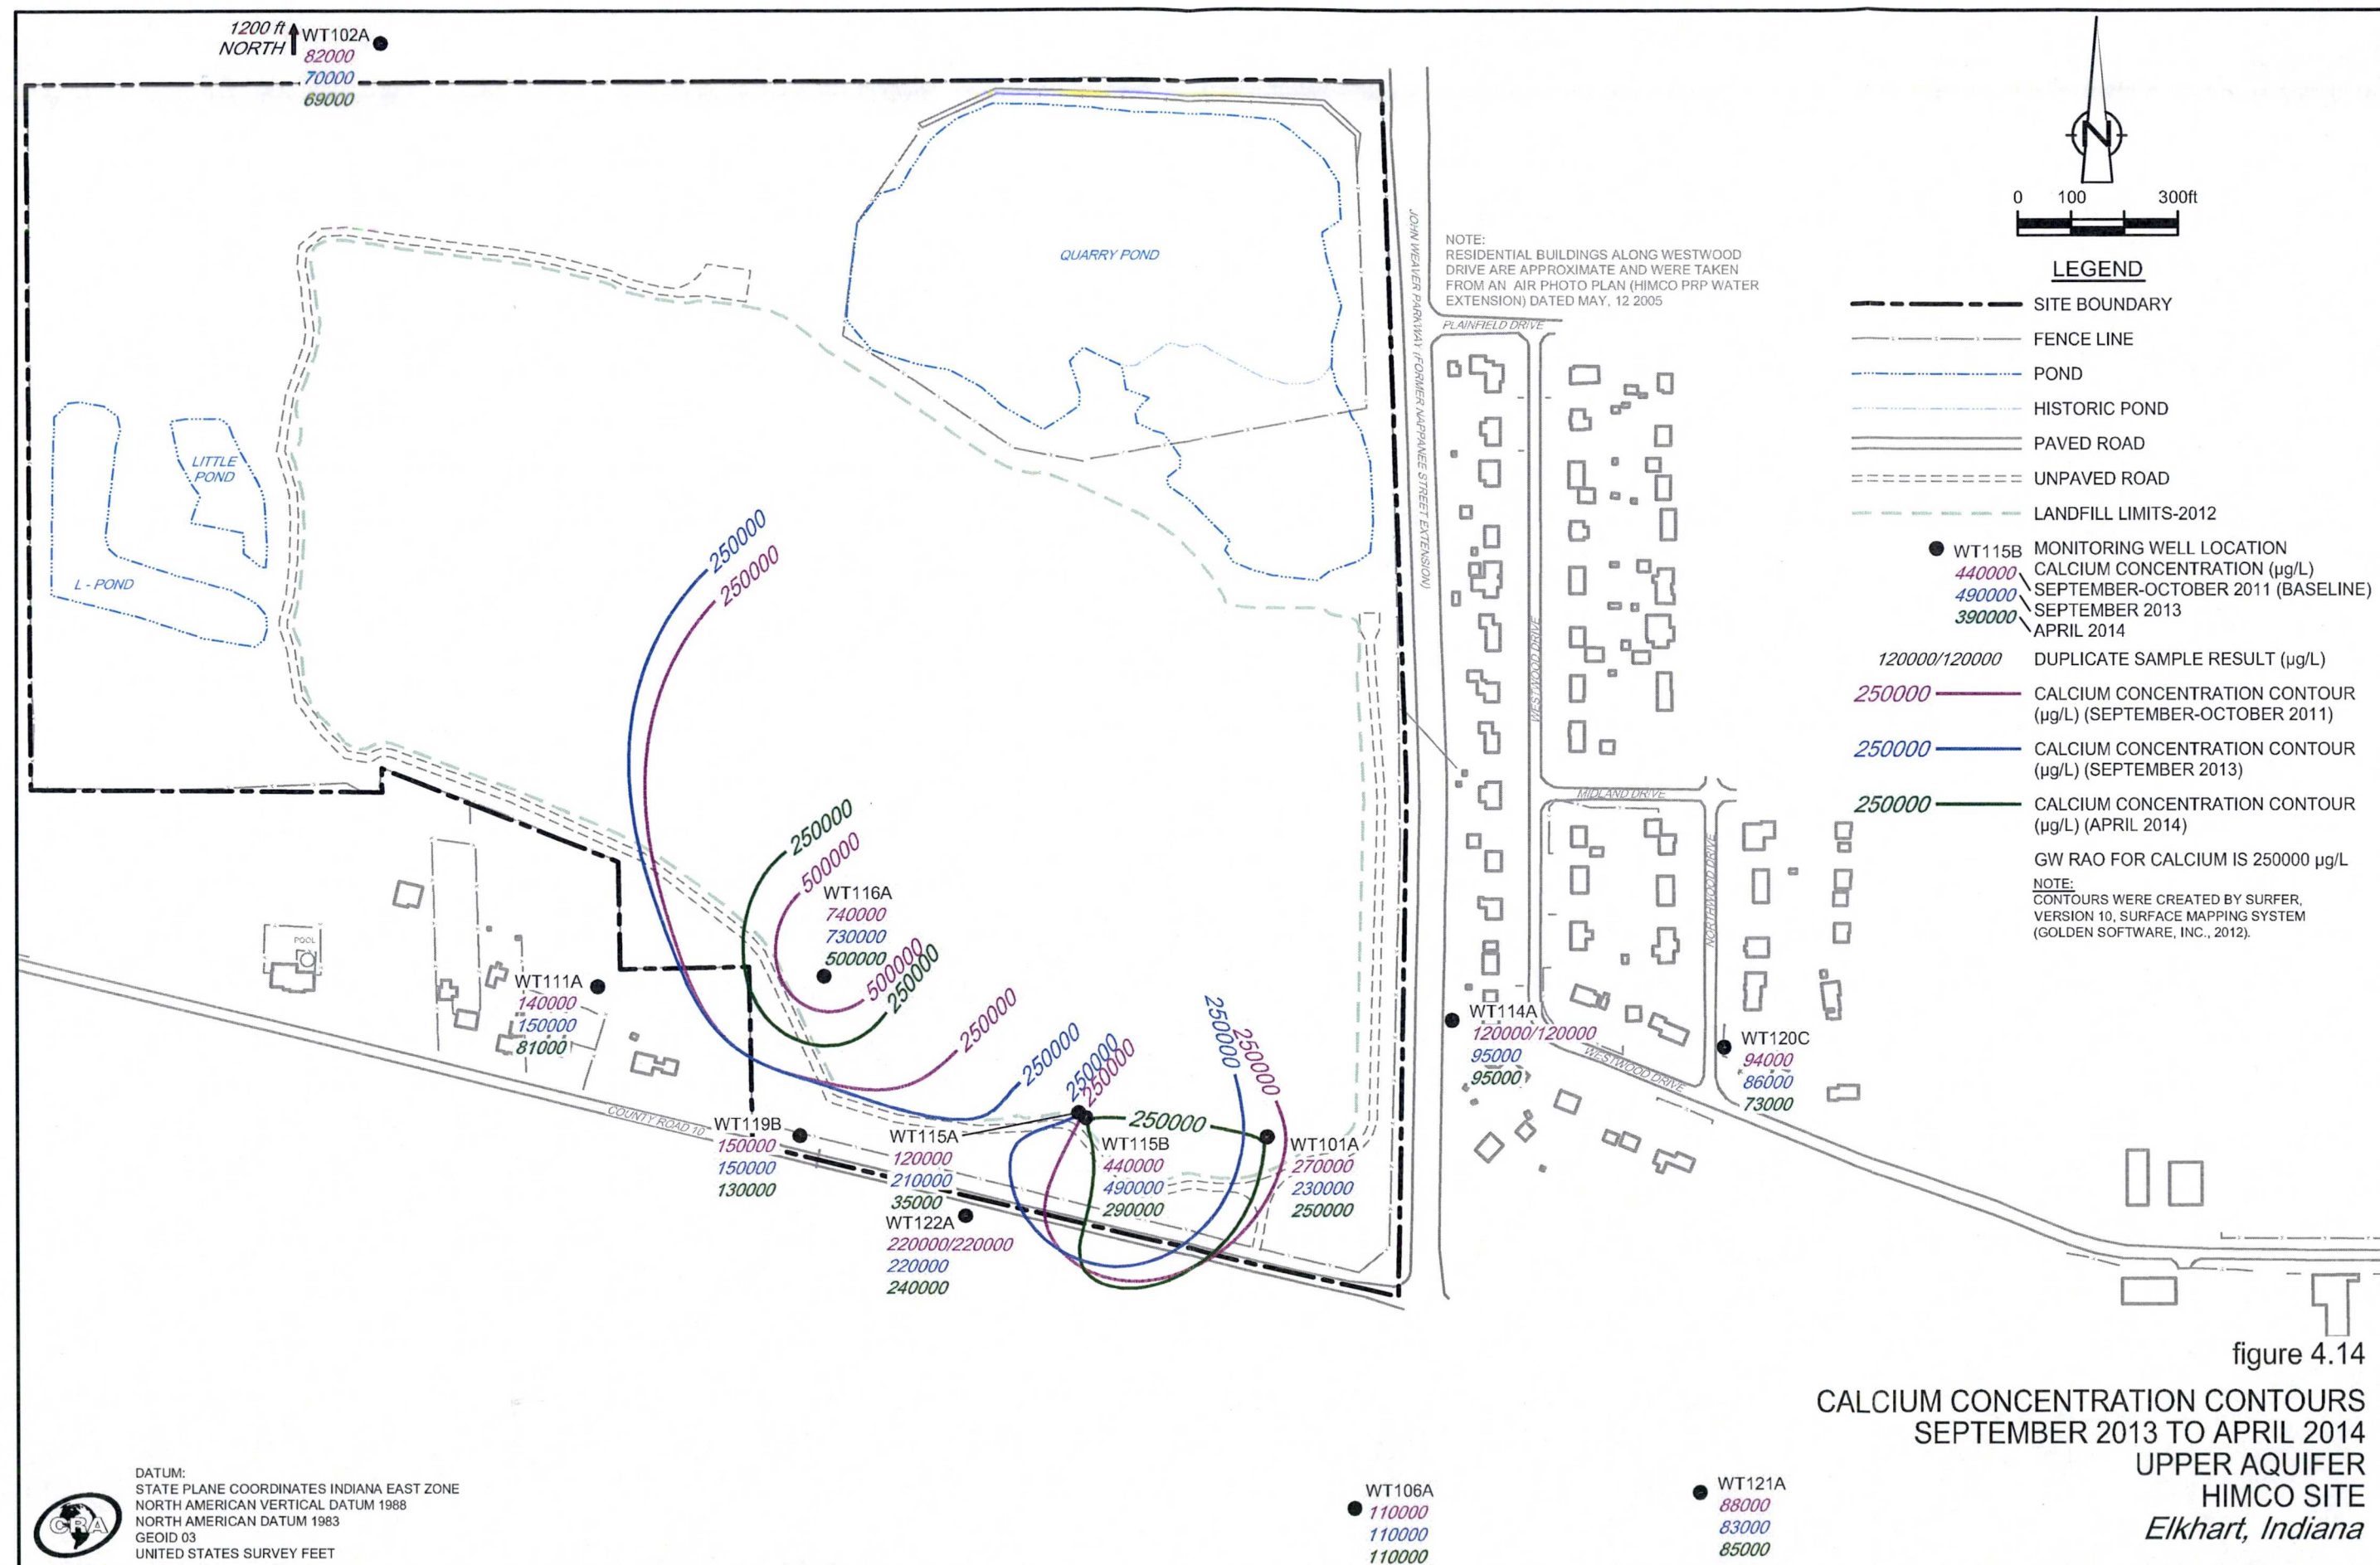 1200 ft
NORTH
WT102A
82000
70000
69000
N
0 100 300ft
QUARRY POND
JOHN WEAVER PARKWAY (FORMER NAPPANEE STREET EXTENSION)
NOTE:
RESIDENTIAL BUILDINGS ALONG WESTWOOD
DRIVE ARE APPROXIMATE AND WERE TAKEN
FROM AN AIR PHOTO PLAN (HIMCO PRP WATER
EXTENSION) DATED MAY, 12 2005
PLAINFIELD DRIVE
LEGEND
SITE BOUNDARY
FENCE LINE
POND
HISTORIC POND
PAVED ROAD
UNPAVED ROAD
LANDFILL LIMITS-2012
WT115B MONITORING WELL LOCATION
440000 CALCIUM CONCENTRATION (µg/L)
490000 SEPTEMBER-OCTOBER 2011 (BASELINE)
390000 SEPTEMBER 2013
APRIL 2014
120000/120000 DUPLICATE SAMPLE RESULT (µg/L)
250000 CALCIUM CONCENTRATION CONTOUR
(µg/L) (SEPTEMBER-OCTOBER 2011)
250000 CALCIUM CONCENTRATION CONTOUR
(µg/L) (SEPTEMBER 2013)
250000 CALCIUM CONCENTRATION CONTOUR
(µg/L) (APRIL 2014)
GW RAO FOR CALCIUM IS 250000 µg/L
NOTE:
CONTOURS WERE CREATED BY SURFER,
VERSION 10, SURFACE MAPPING SYSTEM
(GOLDEN SOFTWARE, INC., 2012).
LITTLE
POND
L - POND
250000
250000
WESTWOOD DRIVE
MIDLAND DRIVE
NORTHWOOD DRIVE
250000
500000
WT116A
740000
730000
500000
500000
250000
POOL
WT111A
140000
150000
81000
250000
250000
250000
250000
250000
250000
WT114A
120000/120000
95000
95000
WESTWOOD DRIVE
WT120C
94000
86000
73000
COUNTY ROAD 10
WT119B
150000
150000
130000
WT115A
120000
210000
35000
250000
WT115B
440000
490000
290000
WT101A
270000
230000
250000
WT122A
220000/220000
220000
240000
figure 4.14
CALCIUM CONCENTRATION CONTOURS
SEPTEMBER 2013 TO APRIL 2014
UPPER AQUIFER
HIMCO SITE
Elkhart, Indiana
CRA
DATUM:
STATE PLANE COORDINATES INDIANA EAST ZONE
NORTH AMERICAN VERTICAL DATUM 1988
NORTH AMERICAN DATUM 1983
GEOID 03
UNITED STATES SURVEY FEET
WT106A
110000
110000
110000
WT121A
88000
83000
85000